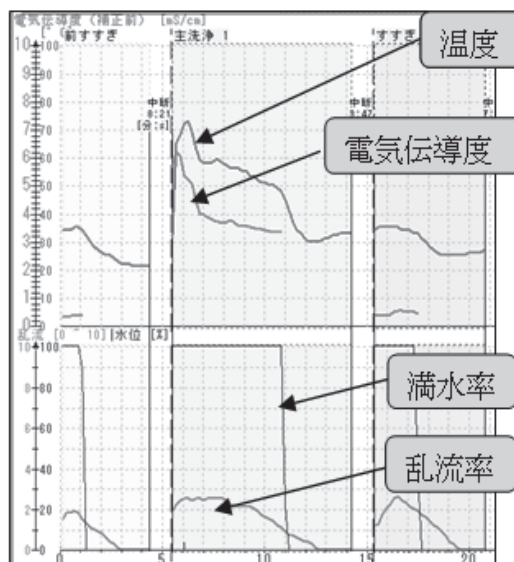 電気伝導度（補正前） [mS/cm]
前すすぎ
主洗浄 1
すすぎ
温度
電気伝導度
中断
8:21
[分:s]
中断
10 100
9 90
8 80
7 70
6 60
5 50
4 40
3 30
2 20
1 10
0 0
乱流 [0 ~ 10] 水位 [%]
満水率
乱流率
10 100
8 80
6 60
4 40
2 20
0 0
0 5 10 15 20